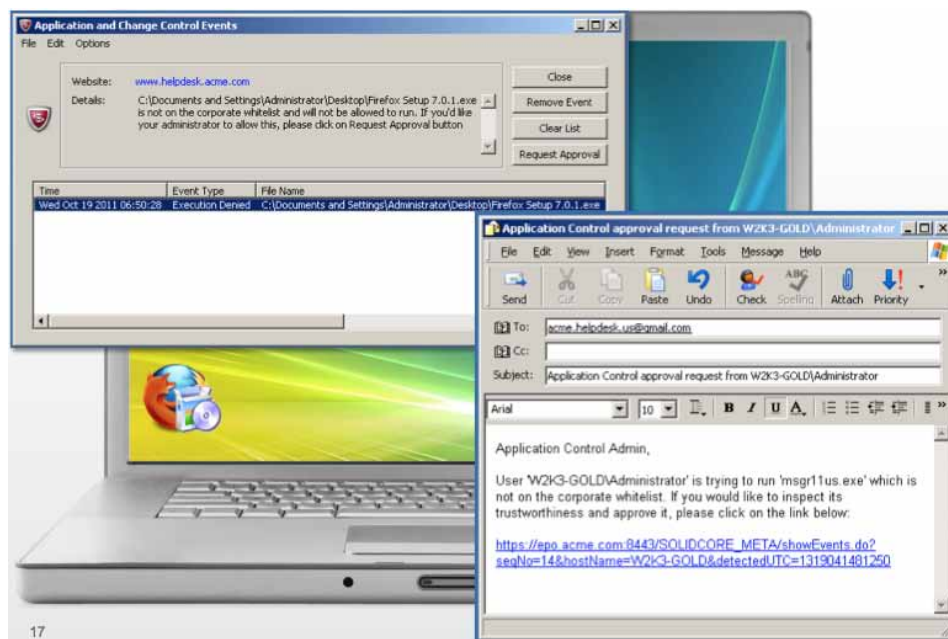 Application and Change Control Events
File Edit Options
Website: www.helpdesk.acme.com
Details: C:\Documents and Settings\Administrator\Desktop\Firefox Setup 7.0.1.exe
is not on the corporate whitelist and will not be allowed to run. If you'd like
your administrator to allow this, please click on Request Approval button
Close
Remove Event
Clear List
Request Approval
Time Event Type File Name
Wed Oct 19 2011 06:50:28 Execution Denied C:\Documents and Settings\Administrator\Desktop\Firefox Setup 7.0.1.exe
Application Control approval request from W2K3-GOLD\Administrator
File Edit View Insert Format Tools Message Help
Send Cut Copy Paste Undo Check Spelling Attach Priority
To: acme.helpdesk.us@gmail.com
Cc:
Subject: Application Control approval request from W2K3-GOLD\Administrator
Arial 10 B I U A
Application Control Admin,
User 'W2K3-GOLD\Administrator' is trying to run 'msgr11us.exe' which is
not on the corporate whitelist. If you would like to inspect its
trustworthiness and approve it, please click on the link below:
https://epo.acme.com:8443/SOLIDCORE_META/showEvents.do?
seqNo=14&hostName=W2K3-GOLD&detectedUTC=1319041481250
17